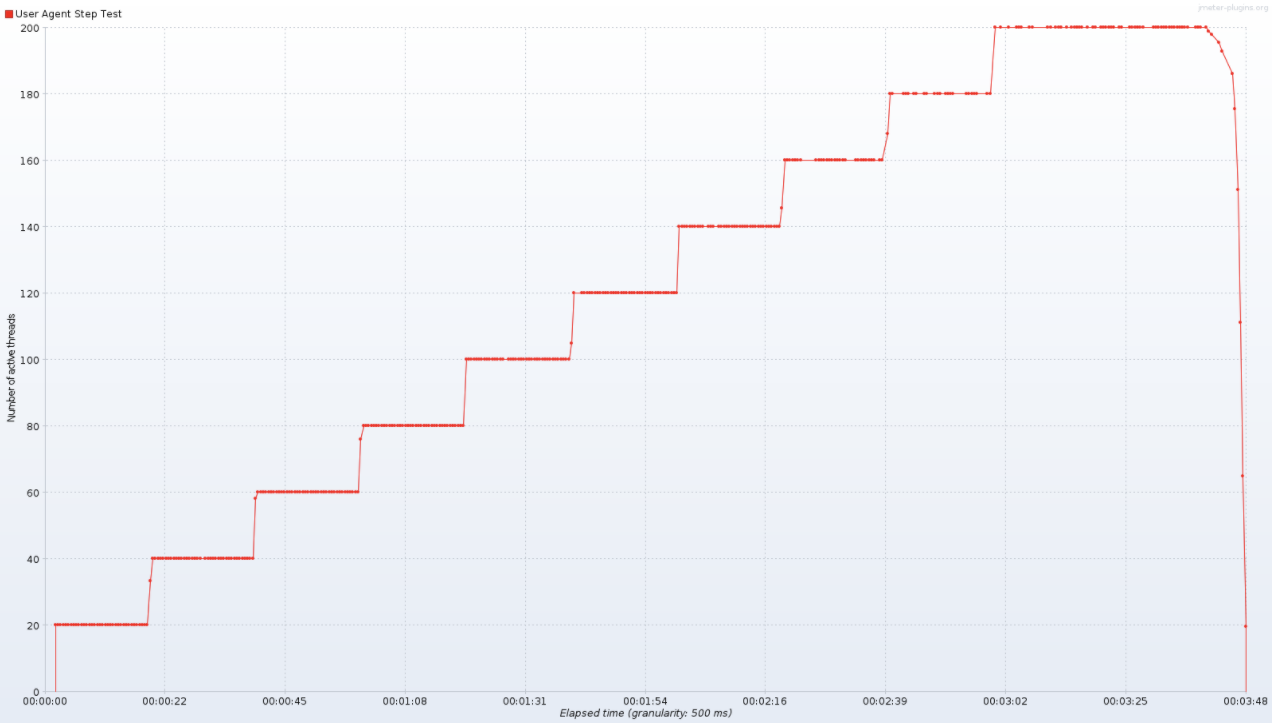 jmeter-plugins.org
User Agent Step Test
200
180
160
140
120
100
80
60
40
20
0
Number of active threads
00:00:00 00:00:22 00:00:45 00:01:08 00:01:31 00:01:54 00:02:16 00:02:39 00:03:02 00:03:25 00:03:48
Elapsed time (granularity: 500 ms)